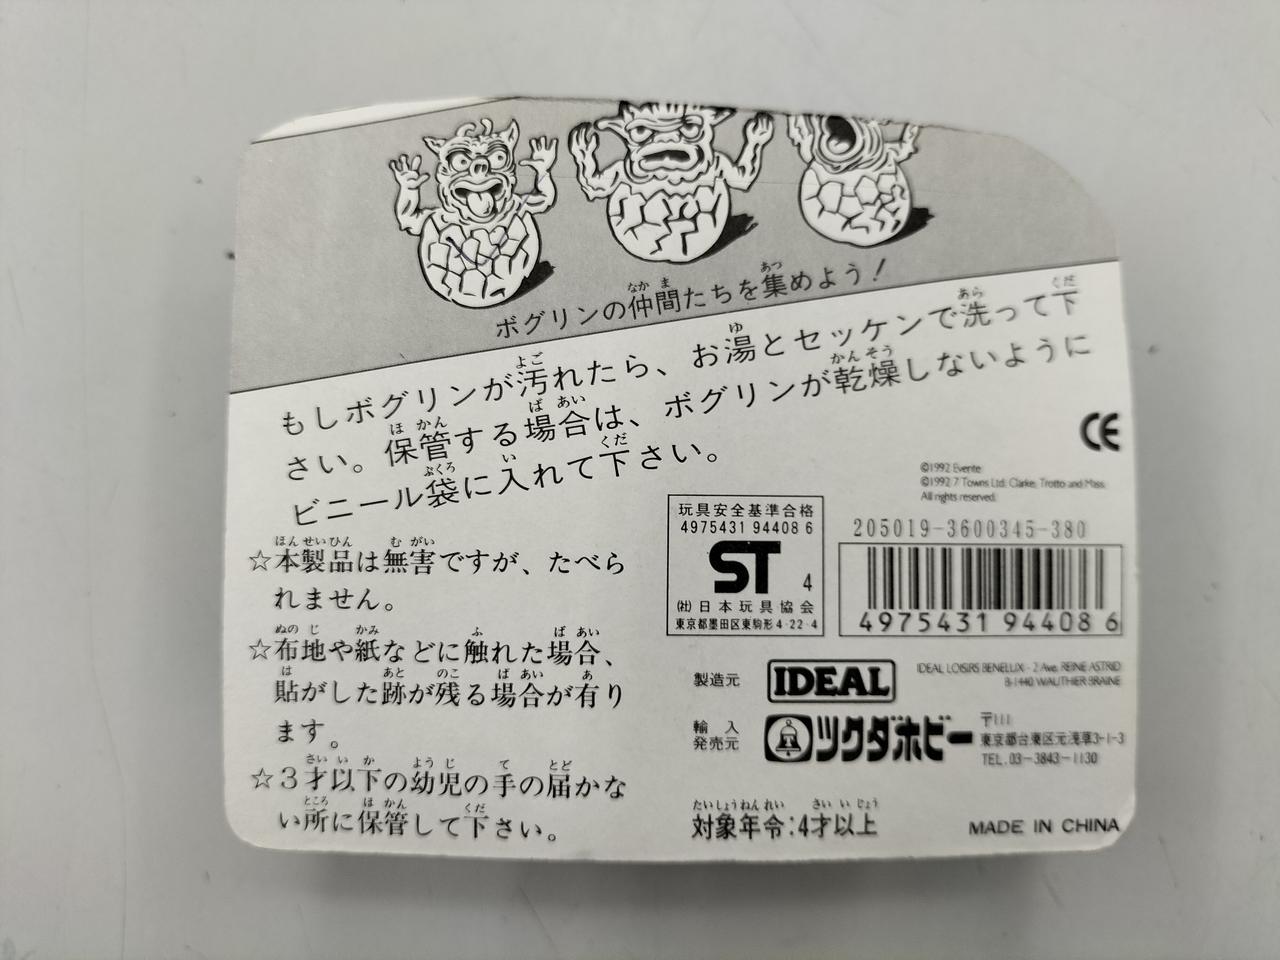 ボグリンの仲間たちを集めよう!
もしボグリンが汚れたら、お湯とセッケンで洗って下
さい。保管する場合は、ボグリンが乾燥しないように
ビニール袋に入れて下さい。
☆本製品は無害ですが、たべら
れません。
☆布地や紙などに触れた場合、
貼がした跡が残る場合が有り
ます。
☆3才以下の幼児の手の届かな
い所に保管して下さい。
CE
©1992 Evente
©1992 7 Towns Ltd. Clarke, Trotto and Mass.
All rights reserved.
玩具安全基準合格
4975431 94408 6
ST 4
(社)日本玩具協会
東京都墨田区東駒形4-22-4
205019-3600345-380
4975431 94408 6
製造元 IDEAL
IDEAL LOISIRS BENELUX - 2 Ave. REINE ASTRID
B-1440 WAUTHIER BRAINE
輸入
発売元
ツクダホビー
〒111
東京都台東区元浅草3-1-3
TEL.03-3843-1130
対象年令:4才以上
MADE IN CHINA